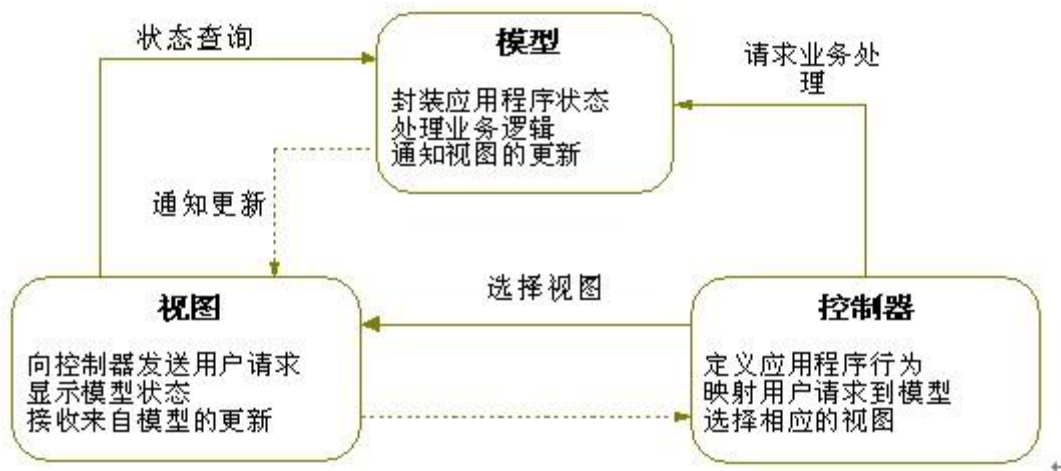 状态查询
模型
请求业务处
理
封装应用程序状态
处理业务逻辑
通知视图的更新
通知更新
选择视图
视图
控制器
向控制器发送用户请求
显示模型状态
接收来自模型的更新
定义应用程序行为
映射用户请求到模型
选择相应的视图